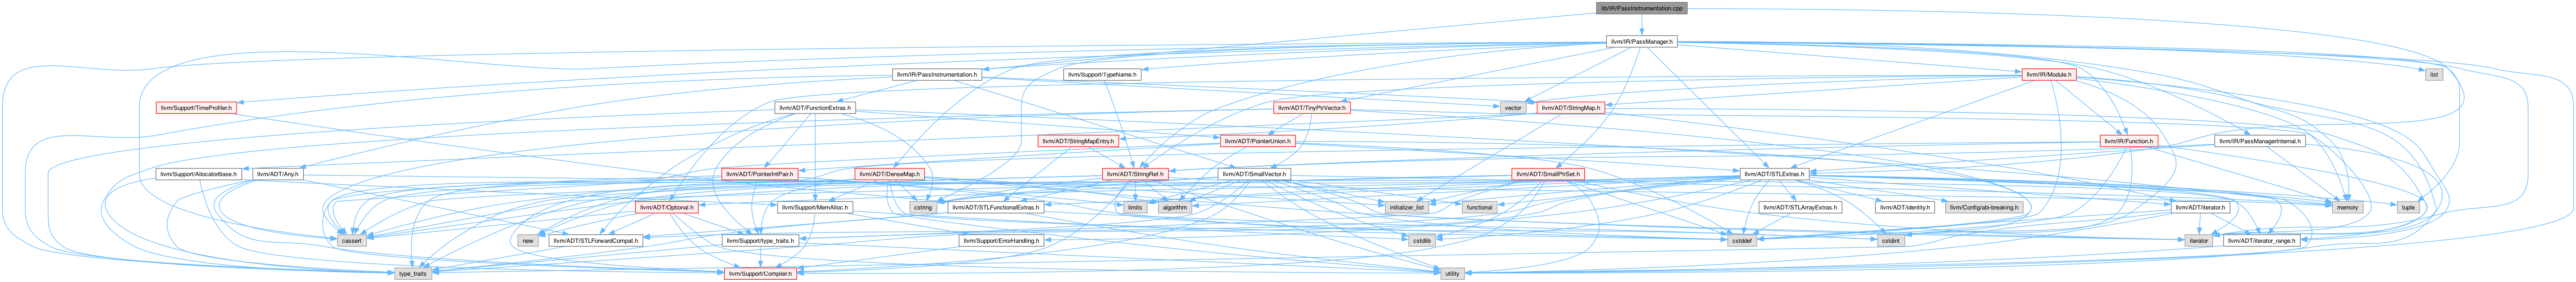 lib/IR/PassInstrumentation.cpp
llvm/IR/PassManager.h
llvm/IR/PassInstrumentation.h
llvm/Support/TypeName.h
llvm/IR/Module.h
list
llvm/Support/TimeProfiler.h
llvm/ADT/FunctionExtras.h
llvm/ADT/TinyPtrVector.h
vector
llvm/ADT/StringMap.h
llvm/ADT/StringMapEntry.h
llvm/ADT/PointerUnion.h
llvm/IR/Function.h
llvm/IR/PassManagerInternal.h
llvm/Support/AllocatorBase.h
llvm/ADT/Any.h
llvm/ADT/PointerIntPair.h
llvm/ADT/DenseMap.h
llvm/ADT/StringRef.h
llvm/ADT/SmallVector.h
llvm/ADT/SmallPtrSet.h
llvm/ADT/STLExtras.h
llvm/ADT/Optional.h
llvm/Support/MemAlloc.h
cstring
llvm/ADT/STLFunctionalExtras.h
limits
algorithm
initializer_list
functional
llvm/ADT/STLArrayExtras.h
llvm/ADT/identity.h
llvm/Config/abi-breaking.h
llvm/ADT/iterator.h
tuple
memory
cassert
new
llvm/ADT/STLForwardCompat.h
llvm/Support/type_traits.h
llvm/Support/ErrorHandling.h
cstdlib
cstddef
cstdint
iterator
llvm/ADT/iterator_range.h
type_traits
llvm/Support/Compiler.h
utility